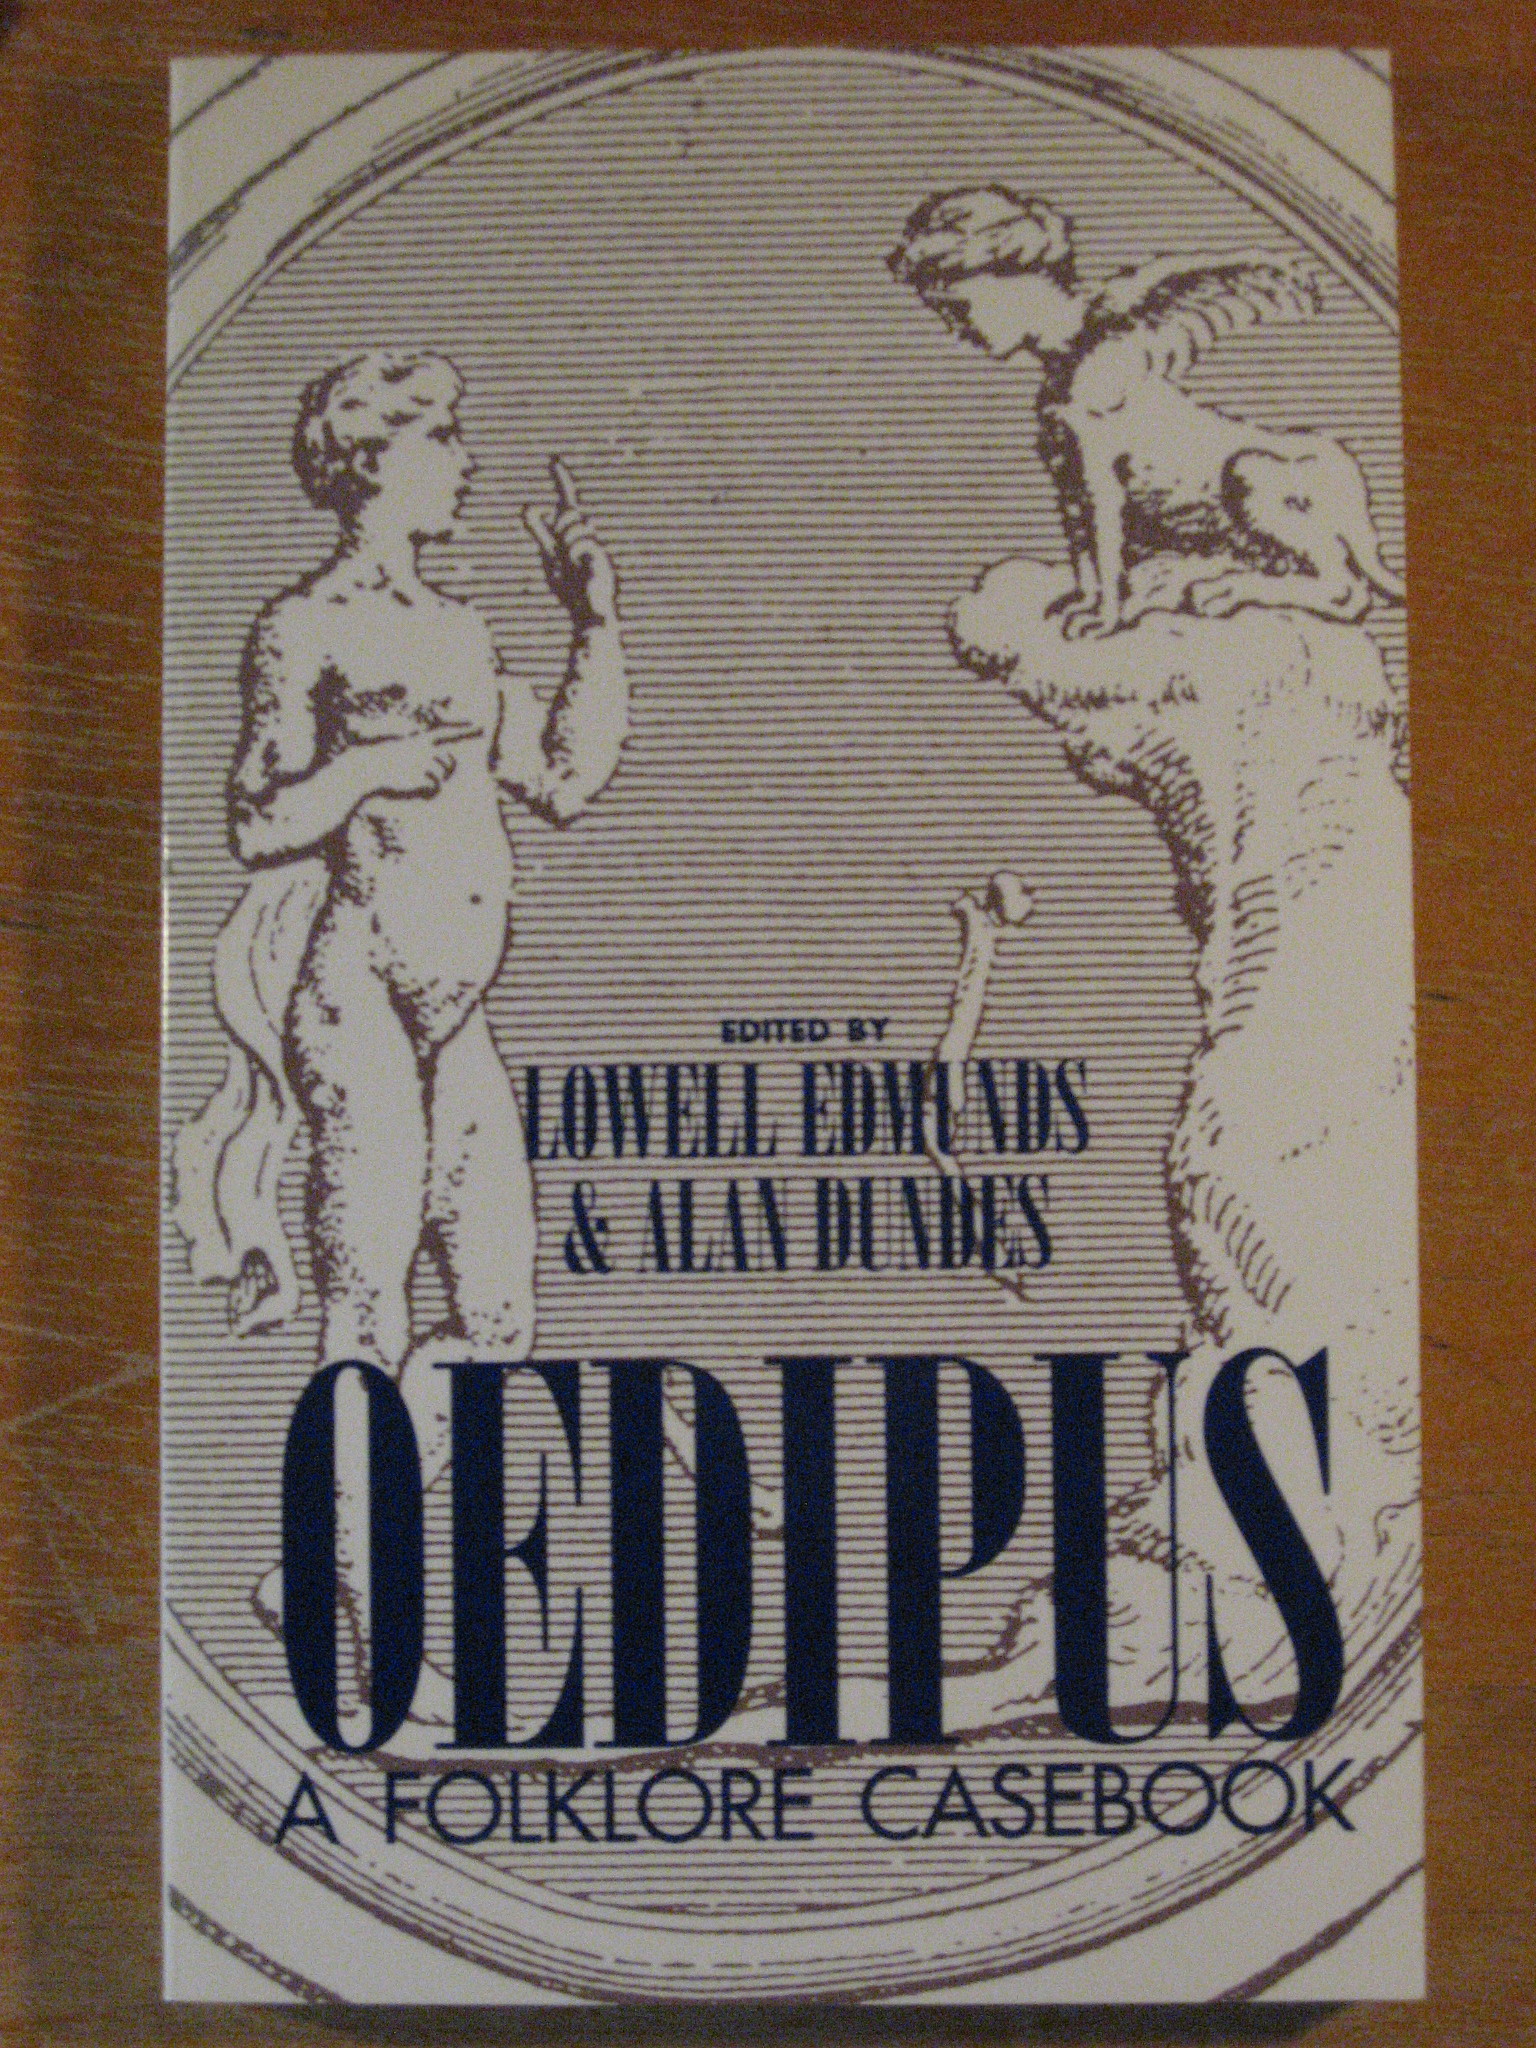 EDITED BY
LOWELL EDMUNDS
& ALAN DUNDES
OEDIPUS
A FOLKLORE CASEBOOK